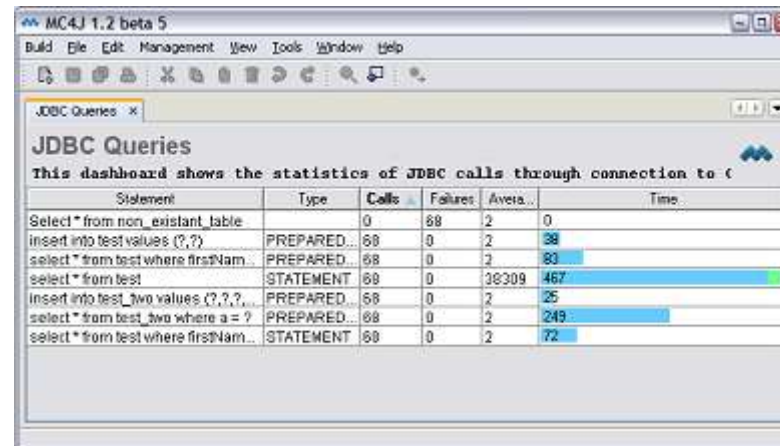 MC4J 1.2 beta 5
Build File Edit Management View Tools Window Help
JDBC Queries x
JDBC Queries
This dashboard shows the statistics of JDBC calls through connection to
Statement Type Calls Failures Avera... Time
Select * from non_existant_table 0 68 2 0
insert into test values (?,?) PREPARED... 68 0 2 38
select * from test where firstNam... PREPARED... 68 0 2 83
select * from test STATEMENT 68 0 38309 467
insert into test_two values (?,?,?,... PREPARED... 68 0 2 25
select * from test_two where a = ? PREPARED... 68 0 2 249
select * from test where firstNam... STATEMENT 68 0 2 72